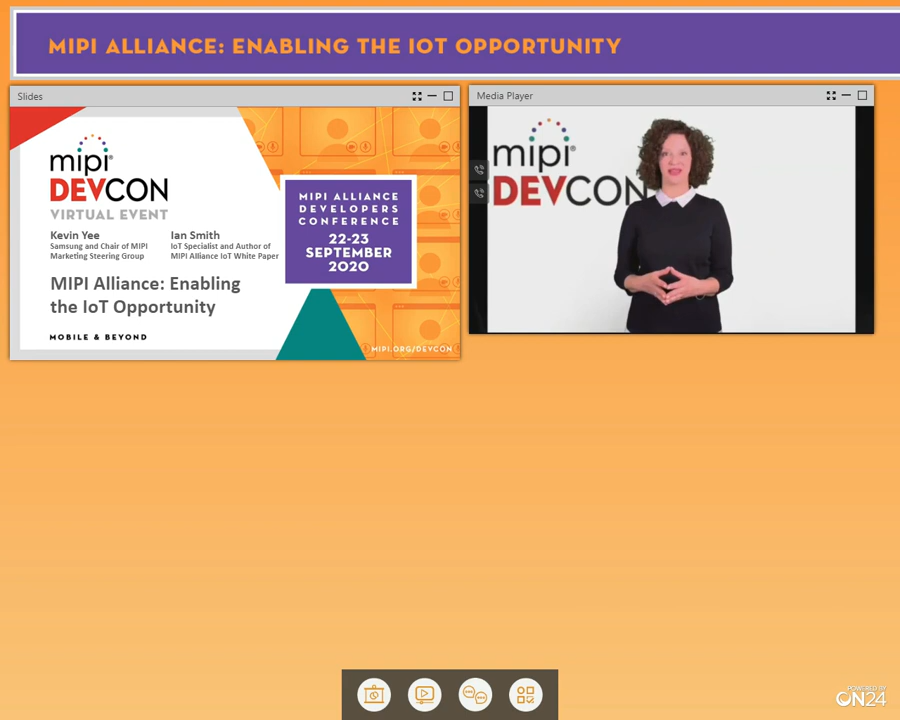 MIPI ALLIANCE: ENABLING THE IOT OPPORTUNITY
Slides
mipi®
DEVCON
VIRTUAL EVENT
Kevin Yee
Samsung and Chair of MIPI
Marketing Steering Group
Ian Smith
IoT Specialist and Author of
MIPI Alliance IoT White Paper
MIPI Alliance: Enabling
the IoT Opportunity
MOBILE & BEYOND
MIPI ALLIANCE
DEVELOPERS
CONFERENCE
22-23
SEPTEMBER
2020
MIPI.ORG/DEVCON
Media Player
mipi®
DEVCON
POWERED BY
ON24